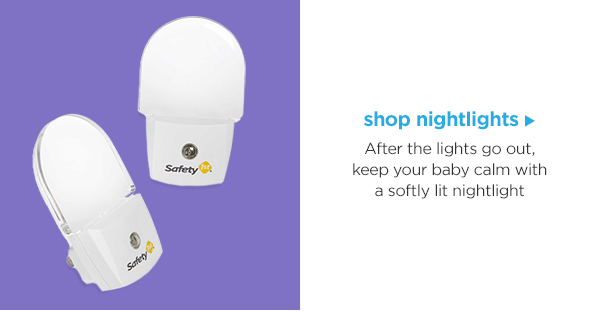 Safety 1st
Safety 1st
shop nightlights ▶
After the lights go out,
keep your baby calm with
a softly lit nightlight